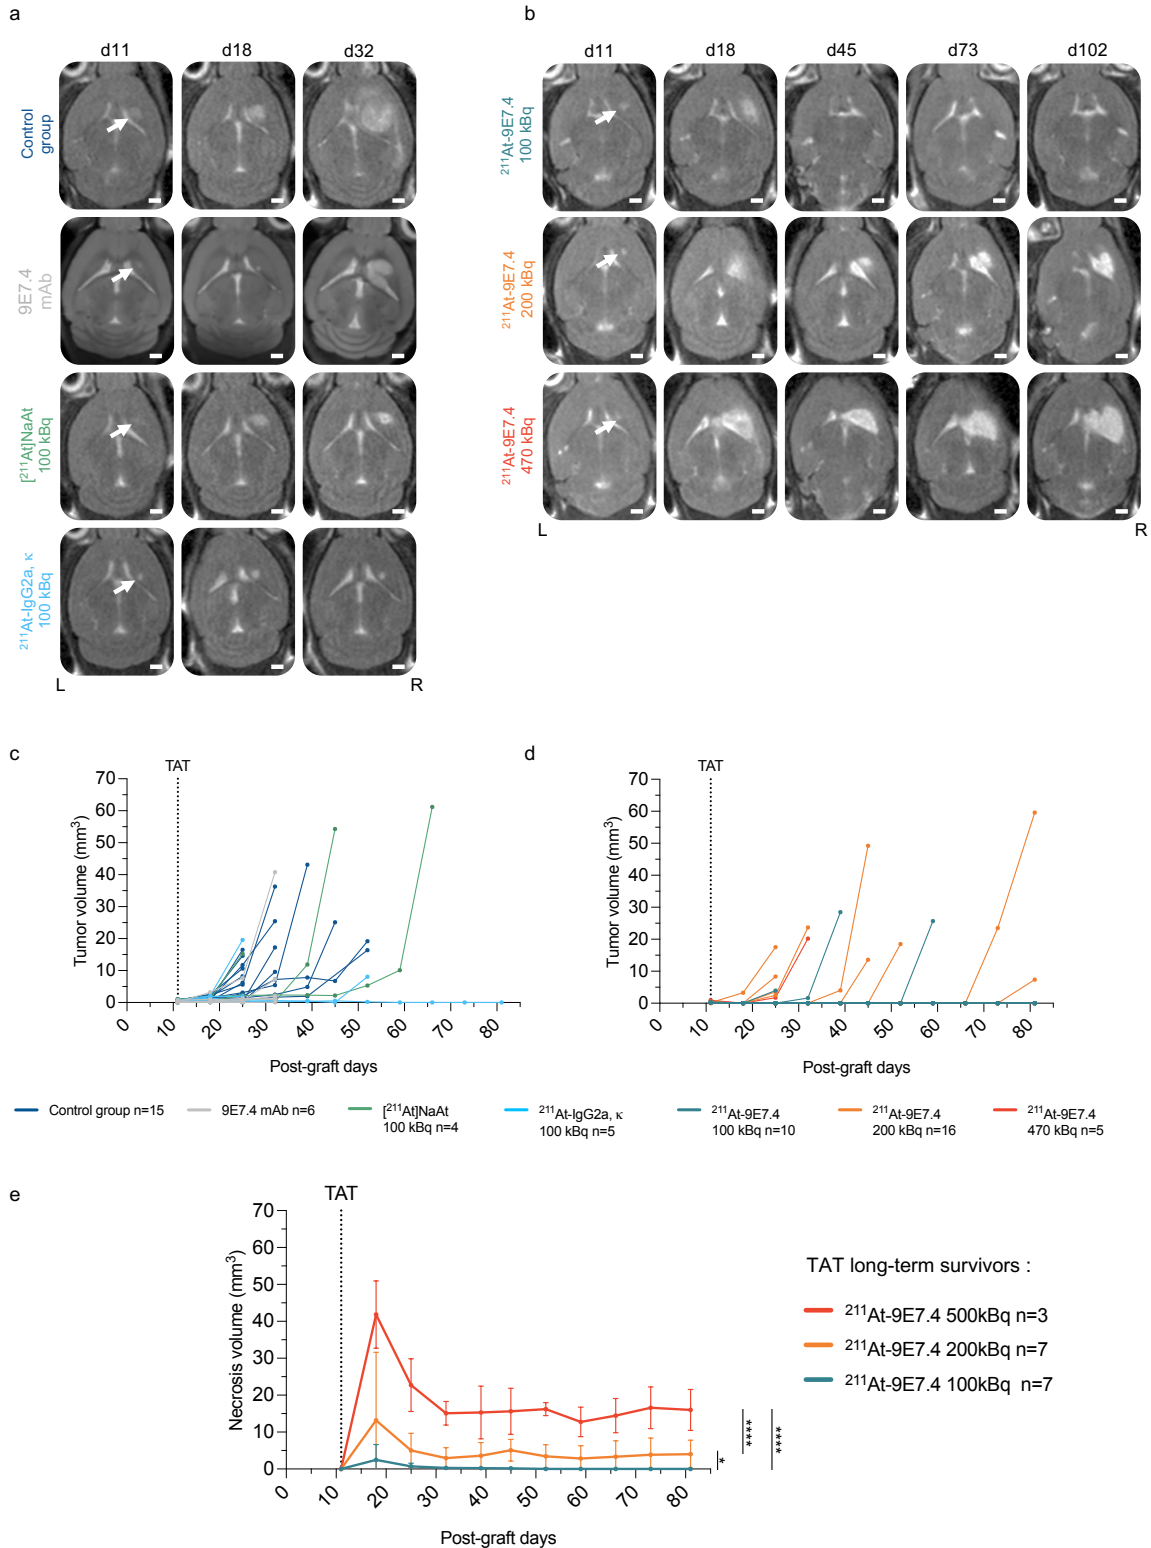 a
d11 d18 d32
Control
group
9E7.4
mAb
[²¹¹At]NaAt
100 kBq
²¹¹At-IgG2a, κ
100 kBq
L R
b
d11 d18 d45 d73 d102
²¹¹At-9E7.4
100 kBq
²¹¹At-9E7.4
200 kBq
²¹¹At-9E7.4
470 kBq
L R
c
TAT
Tumor volume (mm³)
70
60
50
40
30
20
10
0
0 10 20 30 40 50 60 70 80
Post-graft days
d
TAT
Tumor volume (mm³)
70
60
50
40
30
20
10
0
0 10 20 30 40 50 60 70 80
Post-graft days
Control group n=15
9E7.4 mAb n=6
[²¹¹At]NaAt
100 kBq n=4
²¹¹At-IgG2a, κ
100 kBq n=5
²¹¹At-9E7.4
100 kBq n=10
²¹¹At-9E7.4
200 kBq n=16
²¹¹At-9E7.4
470 kBq n=5
e
TAT
Necrosis volume (mm³)
70
60
50
40
30
20
10
0
0 10 20 30 40 50 60 70 80
Post-graft days
*
****
****
TAT long-term survivors :
²¹¹At-9E7.4 500kBq n=3
²¹¹At-9E7.4 200kBq n=7
²¹¹At-9E7.4 100kBq n=7